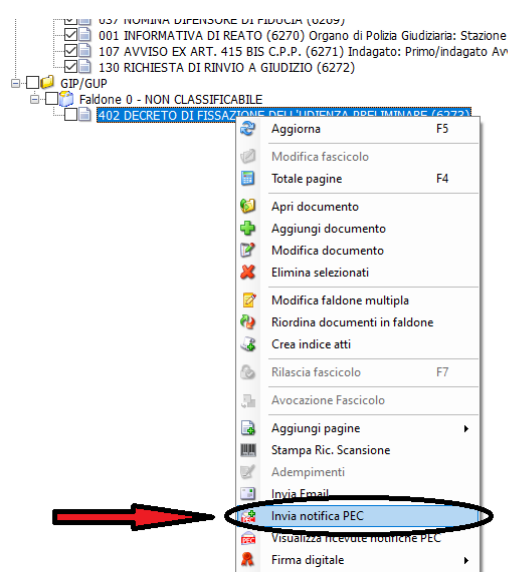 037 NOMINA DIFENSORE DI FIDUCIA (6269)
001 INFORMATIVA DI REATO (6270) Organo di Polizia Giudiziaria: Stazione
107 AVVISO EX ART. 415 BIS C.P.P. (6271) Indagato: Primo/indagato Avv
130 RICHIESTA DI RINVIO A GIUDIZIO (6272)
GIP/GUP
Faldone 0 - NON CLASSIFICABILE
402 DECRETO DI FISSAZIONE DELL'UDIENZA PRELIMINARE (6273)
Aggiorna F5
Modifica fascicolo
Totale pagine F4
Apri documento
Aggiungi documento
Modifica documento
Elimina selezionati
Modifica faldone multipla
Riordina documenti in faldone
Crea indice atti
Rilascia fascicolo F7
Avocazione Fascicolo
Aggiungi pagine
Stampa Ric. Scansione
Adempimenti
Invia Email
Invia notifica PEC
Visualizza ricevute notifiche PEC
Firma digitale